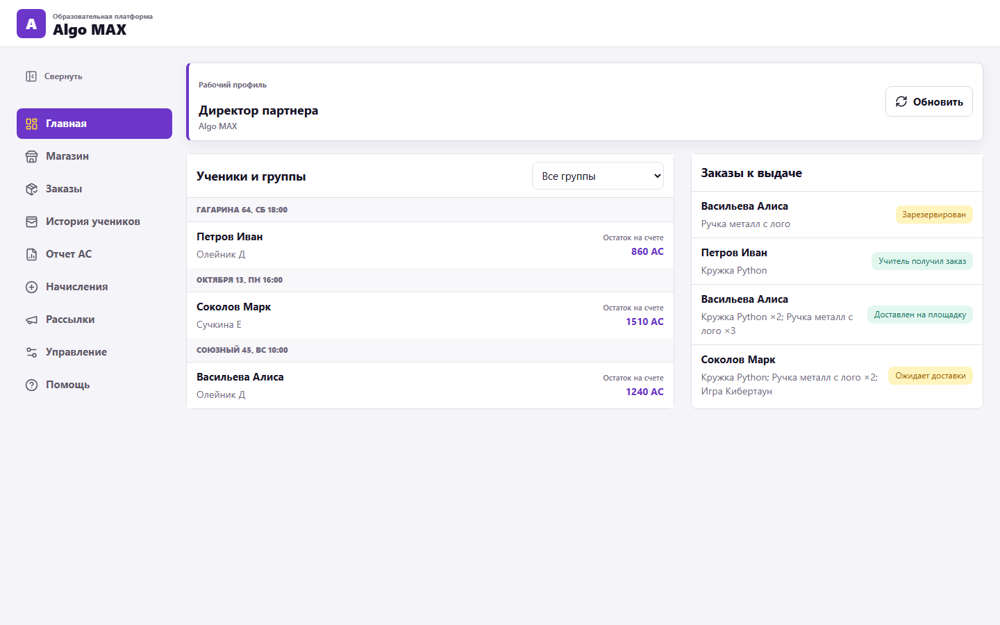 A
Образовательная платформа
Algo MAX
Свернуть
Главная
Магазин
Заказы
История учеников
Отчет АС
Начисления
Рассылки
Управление
Помощь
Рабочий профиль
Директор партнера
Algo MAX
Обновить
Ученики и группы
Все группы
ГАГАРИНА 64, СБ 18:00
Петров Иван
Олейник Д
Остаток на счете
860 АС
ОКТЯБРЯ 13, ПН 16:00
Соколов Марк
Сучкина Е
Остаток на счете
1510 АС
СОЮЗНЫЙ 45, ВС 10:00
Васильева Алиса
Олейник Д
Остаток на счете
1240 АС
Заказы к выдаче
Васильева Алиса
Ручка металл с лого
Зарезервирован
Петров Иван
Кружка Python
Учитель получил заказ
Васильева Алиса
Кружка Python ×2; Ручка металл с
лого ×3
Доставлен на площадку
Соколов Марк
Кружка Python; Ручка металл с лого ×2;
Игра Кибертаун
Ожидает доставки